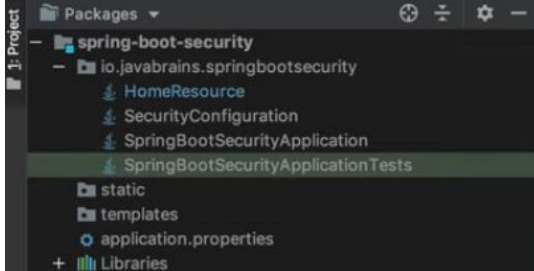 Packages
1: Project
spring-boot-security
io.javabrains.springbootsecurity
HomeResource
SecurityConfiguration
SpringBootSecurityApplication
SpringBootSecurityApplicationTests
static
templates
application.properties
Libraries